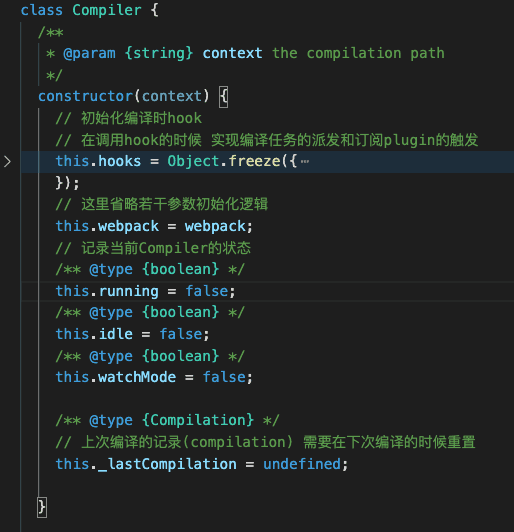 class Compiler {
/**
* @param {string} context the compilation path
*/
constructor(context) {
// 初始化编译时hook
// 在调用hook的时候 实现编译任务的派发和订阅plugin的触发
this.hooks = Object.freeze({⋯
});
// 这里省略若干参数初始化逻辑
this.webpack = webpack;
// 记录当前Compiler的状态
/** @type {boolean} */
this.running = false;
/** @type {boolean} */
this.idle = false;
/** @type {boolean} */
this.watchMode = false;
/** @type {Compilation} */
// 上次编译的记录(compilation) 需要在下次编译的时候重置
this._lastCompilation = undefined;
}